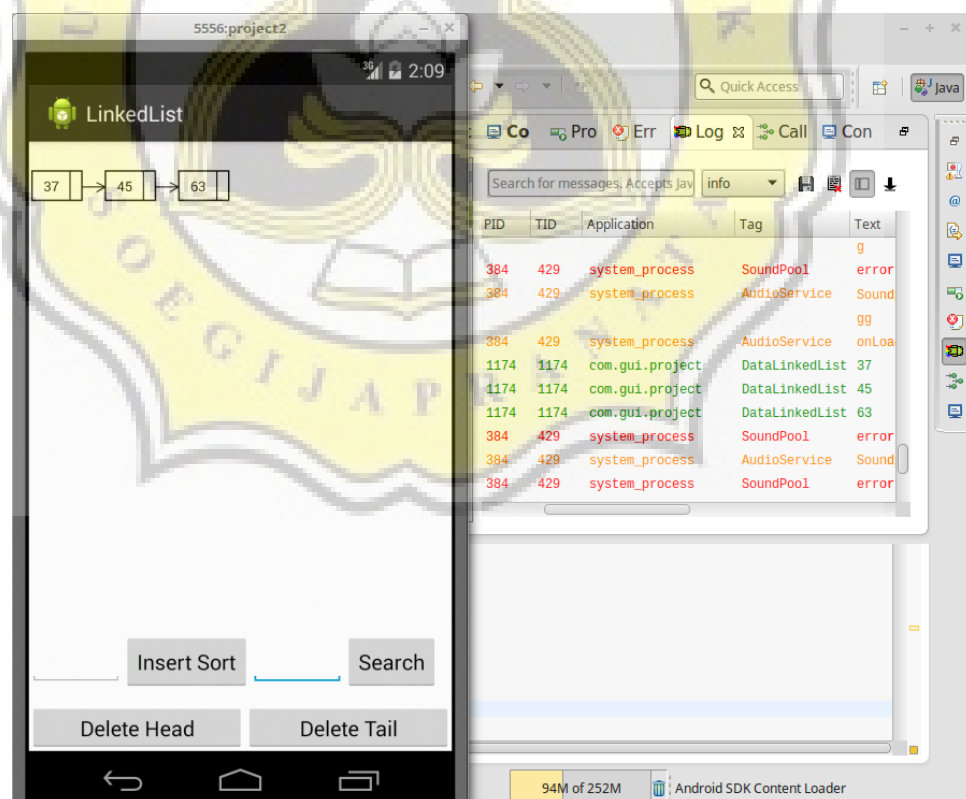 5556:project2
3G 2:09
LinkedList
37 45 63
Insert Sort Search
Delete Head Delete Tail
Quick Access
Java
Co Pro Err Log Call Con
Search for messages. Accepts Jav info
PID TID Application Tag Text
g
384 429 system_process SoundPool error
384 429 system_process AudioService Sound
gg
384 429 system_process AudioService onLoa
1174 1174 com.gui.project DataLinkedList 37
1174 1174 com.gui.project DataLinkedList 45
1174 1174 com.gui.project DataLinkedList 63
384 429 system_process SoundPool error
384 429 system_process AudioService Sound
384 429 system_process SoundPool error
94M of 252M Android SDK Content Loader
SOEGIJAPRANATA